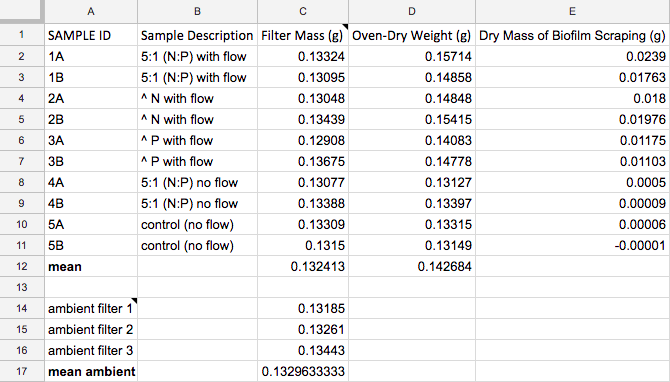 A B C D E
1 SAMPLE ID Sample Description Filter Mass (g) Oven-Dry Weight (g) Dry Mass of Biofilm Scraping (g)
2 1A 5:1 (N:P) with flow 0.13324 0.15714 0.0239
3 1B 5:1 (N:P) with flow 0.13095 0.14858 0.01763
4 2A ^ N with flow 0.13048 0.14848 0.018
5 2B ^ N with flow 0.13439 0.15415 0.01976
6 3A ^ P with flow 0.12908 0.14083 0.01175
7 3B ^ P with flow 0.13675 0.14778 0.01103
8 4A 5:1 (N:P) no flow 0.13077 0.13127 0.0005
9 4B 5:1 (N:P) no flow 0.13388 0.13397 0.00009
10 5A control (no flow) 0.13309 0.13315 0.00006
11 5B control (no flow) 0.1315 0.13149 -0.00001
12 mean 0.132413 0.142684
13
14 ambient filter 1 0.13185
15 ambient filter 2 0.13261
16 ambient filter 3 0.13443
17 mean ambient 0.1329633333